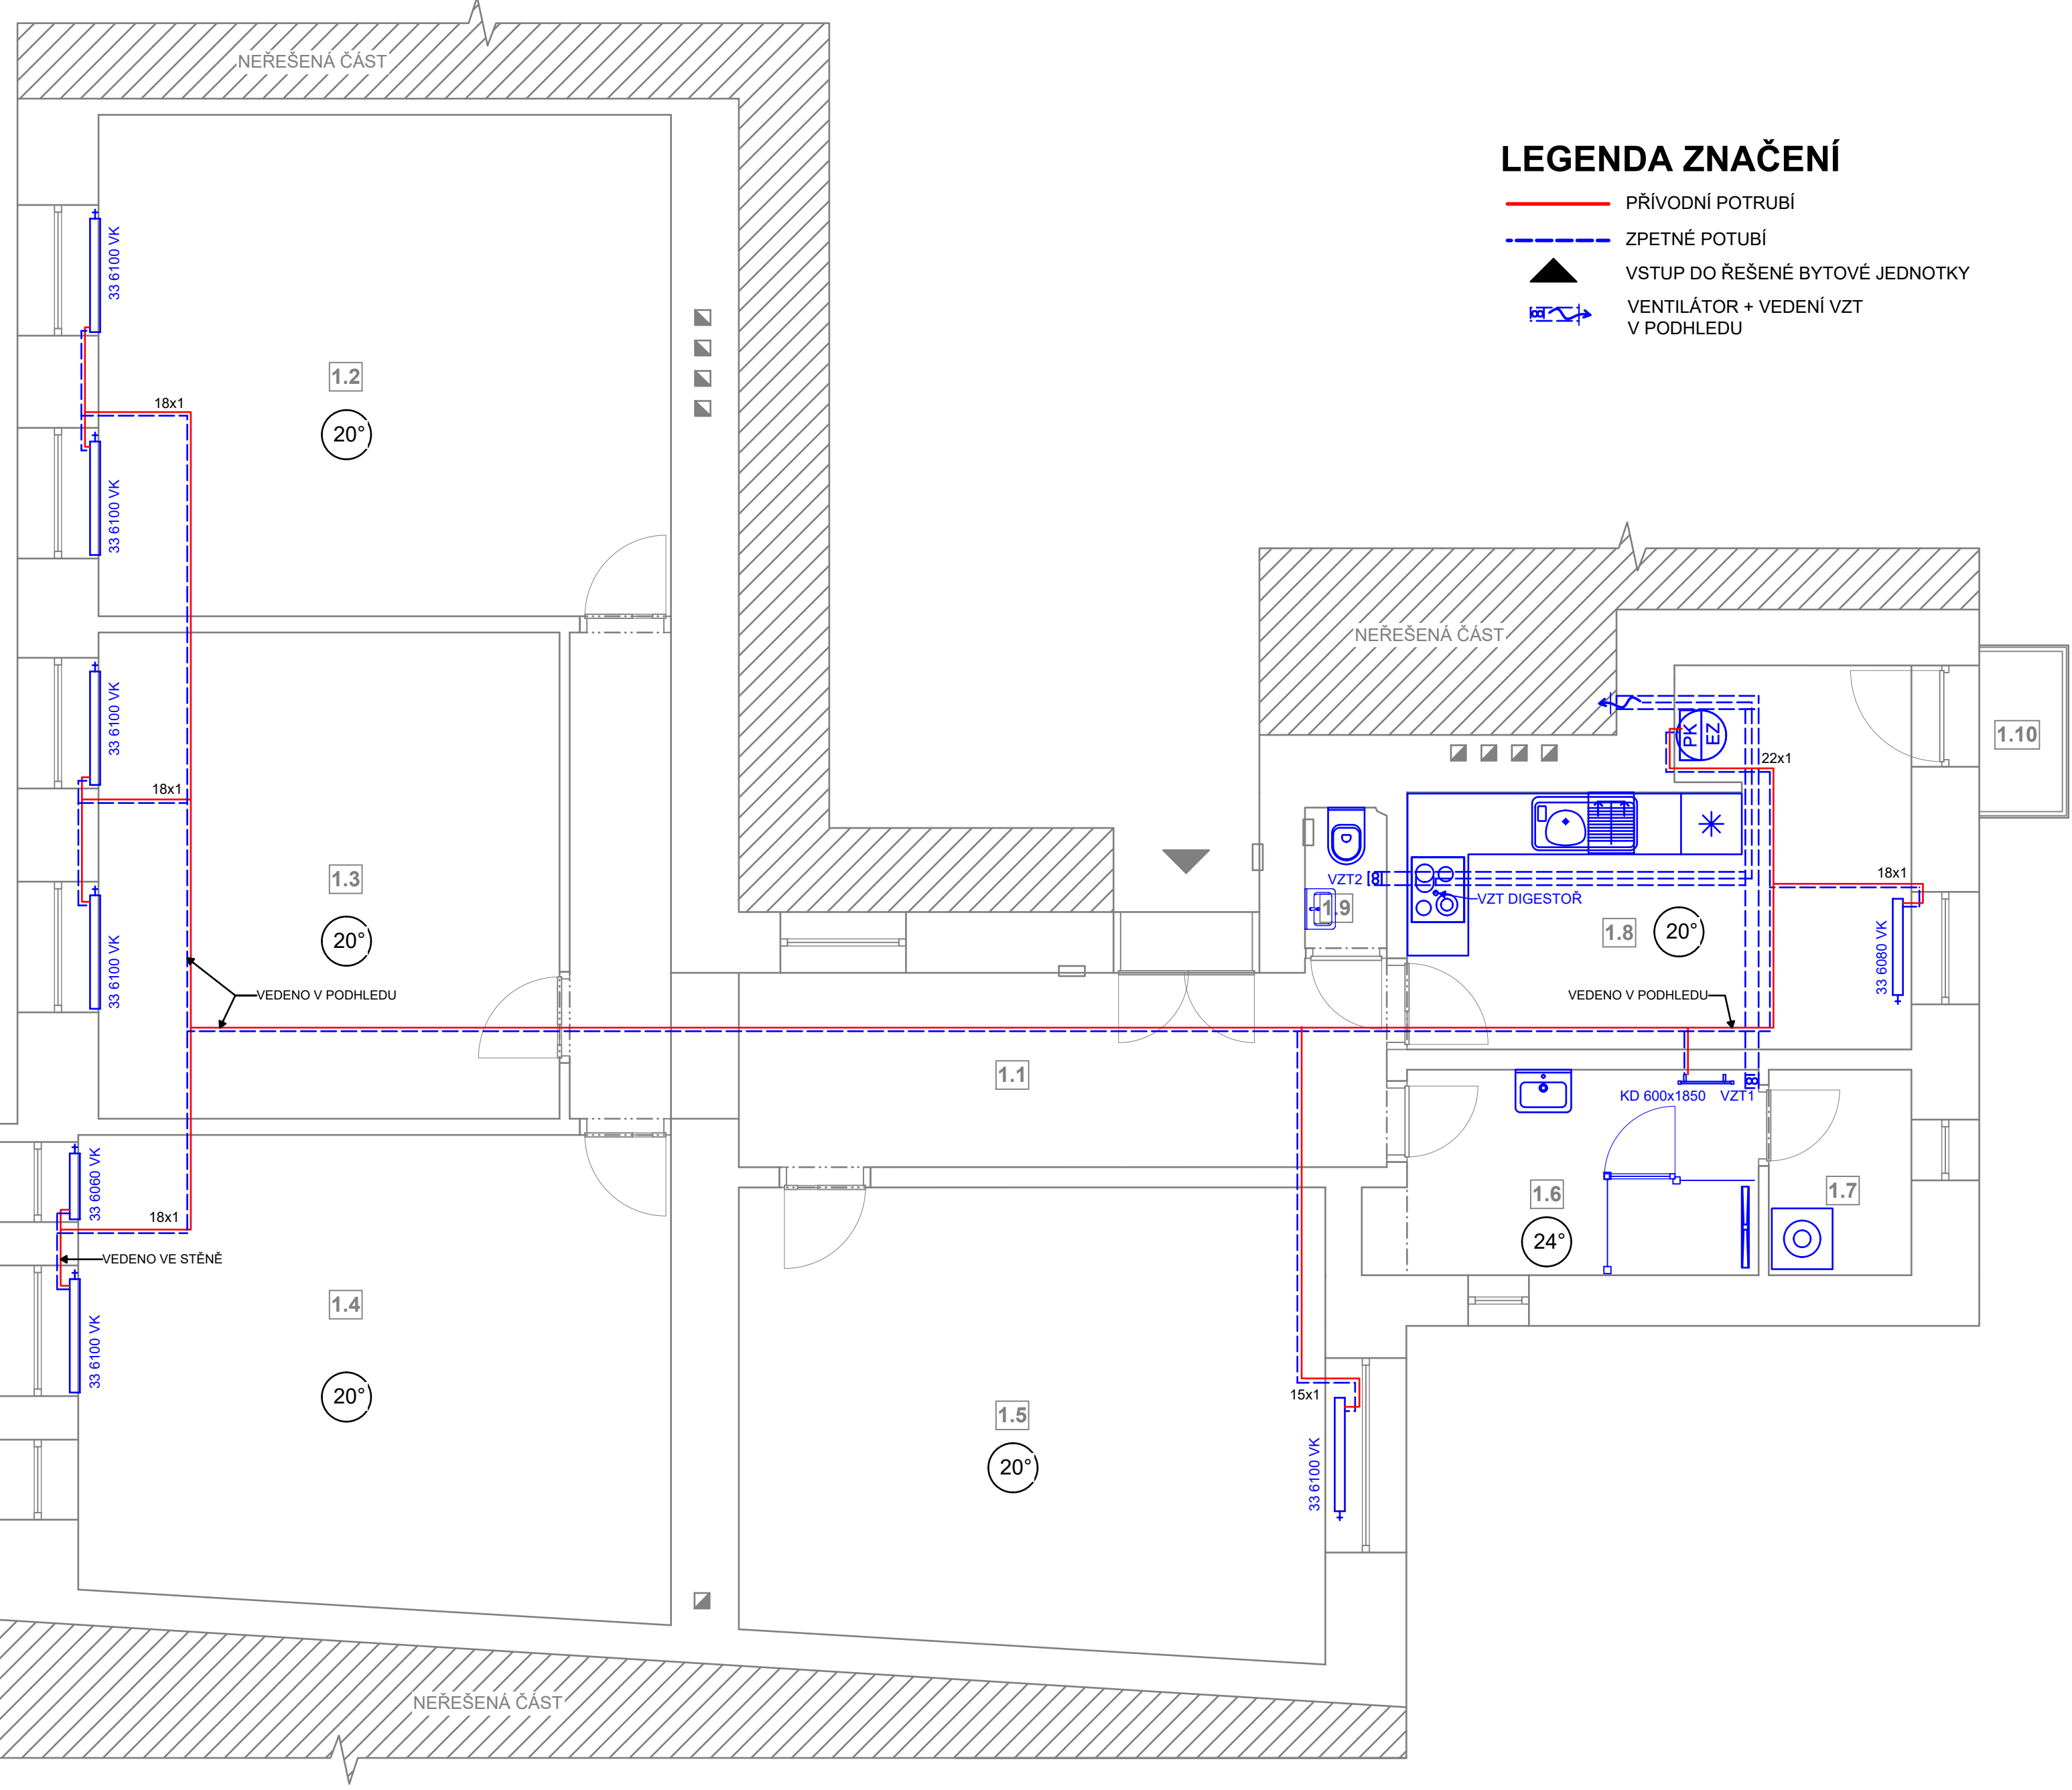 NEŘEŠENÁ ČÁST
LEGENDA ZNAČENÍ
PŘÍVODNÍ POTRUBÍ
ZPETNÉ POTUBÍ
VSTUP DO ŘEŠENÉ BYTOVÉ JEDNOTKY
VENTILÁTOR + VEDENÍ VZT
V PODHLEDU
33 6100 VK
1.2
18x1
20°
33 6100 VK
NEŘEŠENÁ ČÁST
33 6100 VK
PK
EZ
1.10
22x1
18x1
1.3
VZT2
18x1
VZT DIGESTOŘ
1.9
20°
1.8
20°
33 6100 VK
33 6080 VK
VEDENO V PODHLEDU
VEDENO V PODHLEDU
1.1
KD 600x1850
VZT1
33 6060 VK
1.6
1.7
18x1
24°
VEDENO VE STĚNĚ
1.4
33 6100 VK
20°
15x1
1.5
20°
33 6100 VK
NEŘEŠENÁ ČÁST